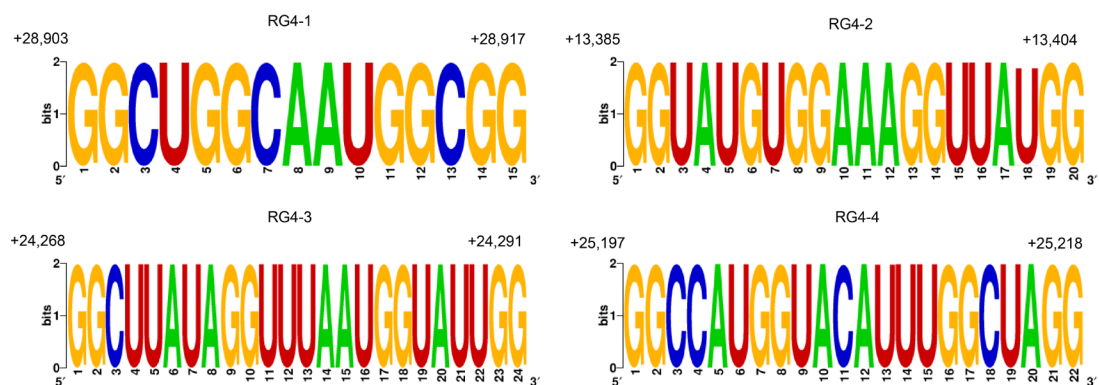 RG4-1
+28,903
+28,917
bits
2
1
0
GGCUGGCAAUGGCGG
1 2 3 4 5 6 7 8 9 10 11 12 13 14 15
5′ 3′
RG4-2
+13,385
+13,404
bits
2
1
0
GGUAUGUGGAAAGGUUAUGG
1 2 3 4 5 6 7 8 9 10 11 12 13 14 15 16 17 18 19 20
5′ 3′
RG4-3
+24,268
+24,291
bits
2
1
0
GGCUUAUAGGUUUAAUGGUAUUGG
1 2 3 4 5 6 7 8 9 10 11 12 13 14 15 16 17 18 19 20 21 22 23 24
5′ 3′
RG4-4
+25,197
+25,218
bits
2
1
0
GGCCAUGGUACAUUUGGCUAGG
1 2 3 4 5 6 7 8 9 10 11 12 13 14 15 16 17 18 19 20 21 22
5′ 3′